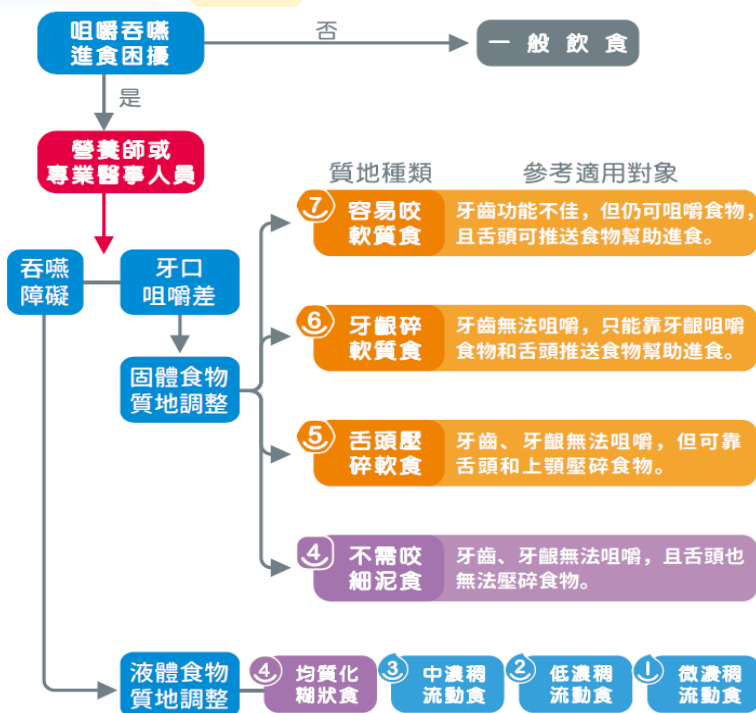 咀嚼吞嚥
進食困擾
否
一般飲食
是
營養師或
專業醫事人員
質地種類
參考適用對象
吞嚥
障礙
牙口
咀嚼差
固體食物
質地調整
7
容易咬
軟質食
牙齒功能不佳，但仍可咀嚼食物，
且舌頭可推送食物幫助進食。
6
牙齦碎
軟質食
牙齒無法咀嚼，只能靠牙齦咀嚼
食物和舌頭推送食物幫助進食。
5
舌頭壓
碎軟食
牙齒、牙齦無法咀嚼，但可靠
舌頭和上顎壓碎食物。
4
不需咬
細泥食
牙齒、牙齦無法咀嚼，且舌頭也
無法壓碎食物。
液體食物
質地調整
4
均質化
糊狀食
3
中濃稠
流動食
2
低濃稠
流動食
1
微濃稠
流動食